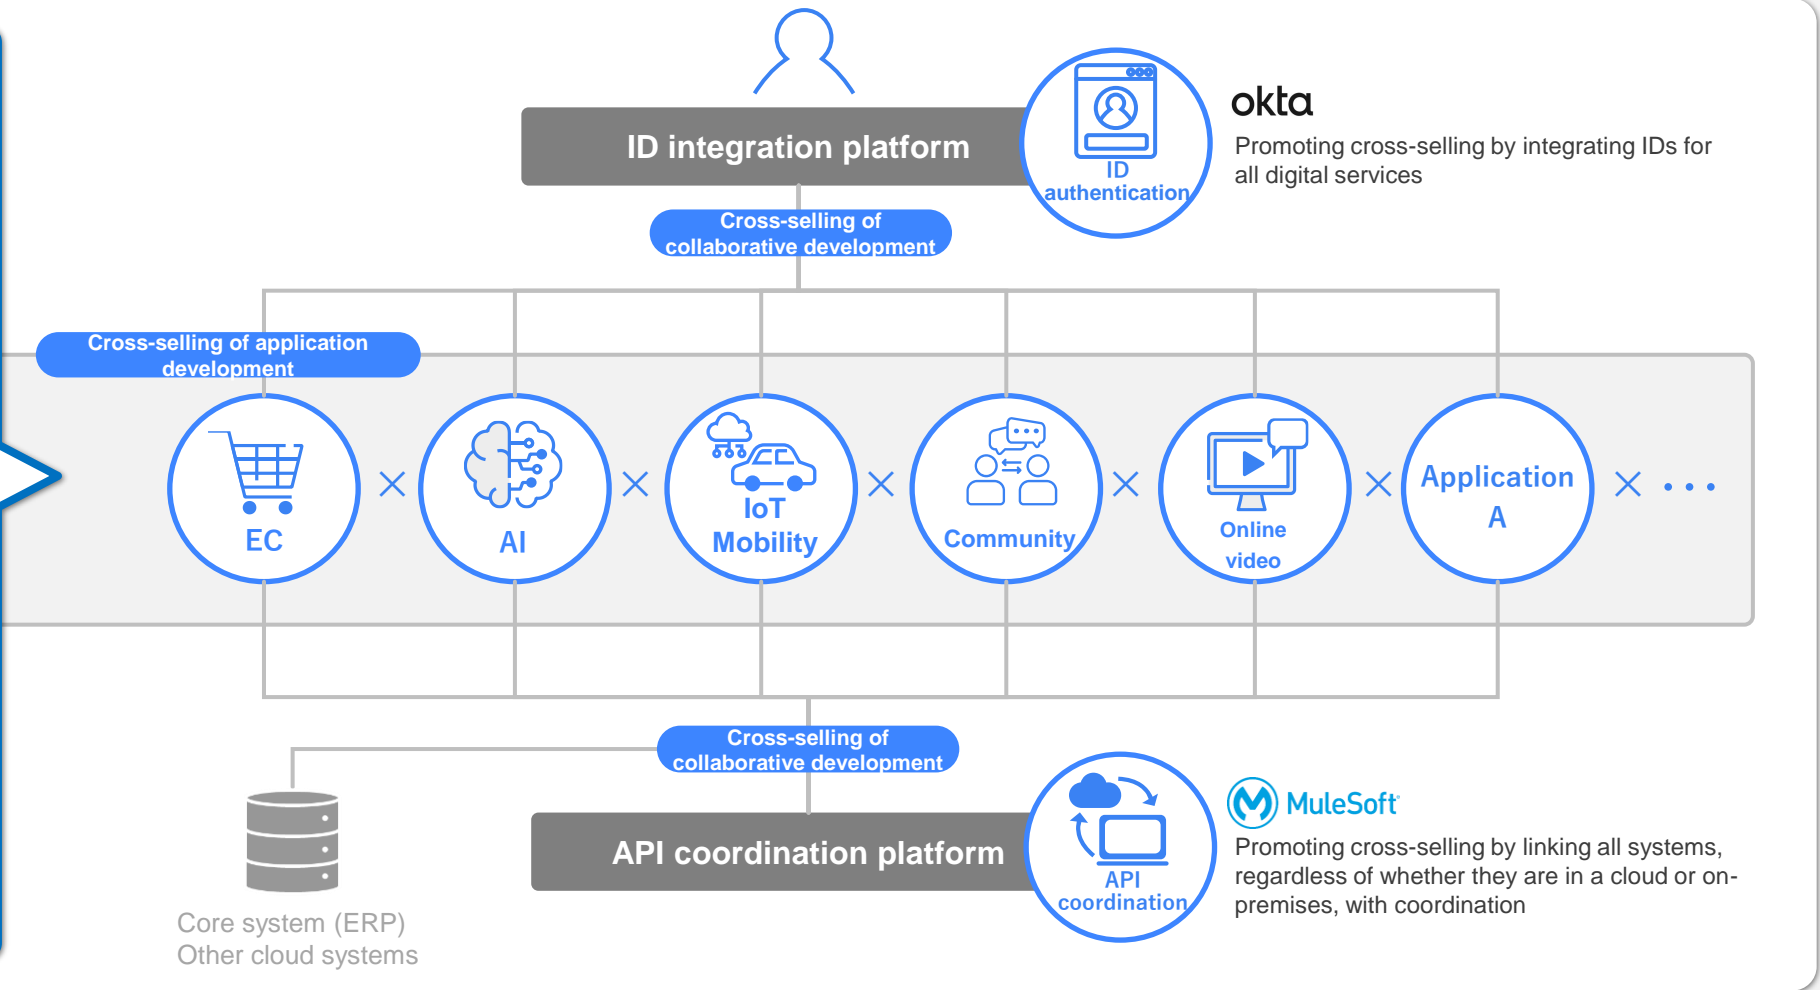 ID integration platform
ID
authentication
okta
Promoting cross-selling by integrating IDs for
all digital services
Cross-selling of
collaborative development
Cross-selling of application
development
EC
AI
IoT
Mobility
Community
Online
video
Application
A
Cross-selling of
collaborative development
API coordination platform
API
coordination
MuleSoft
Promoting cross-selling by linking all systems,
regardless of whether they are in a cloud or on-
premises, with coordination
Core system (ERP)
Other cloud systems